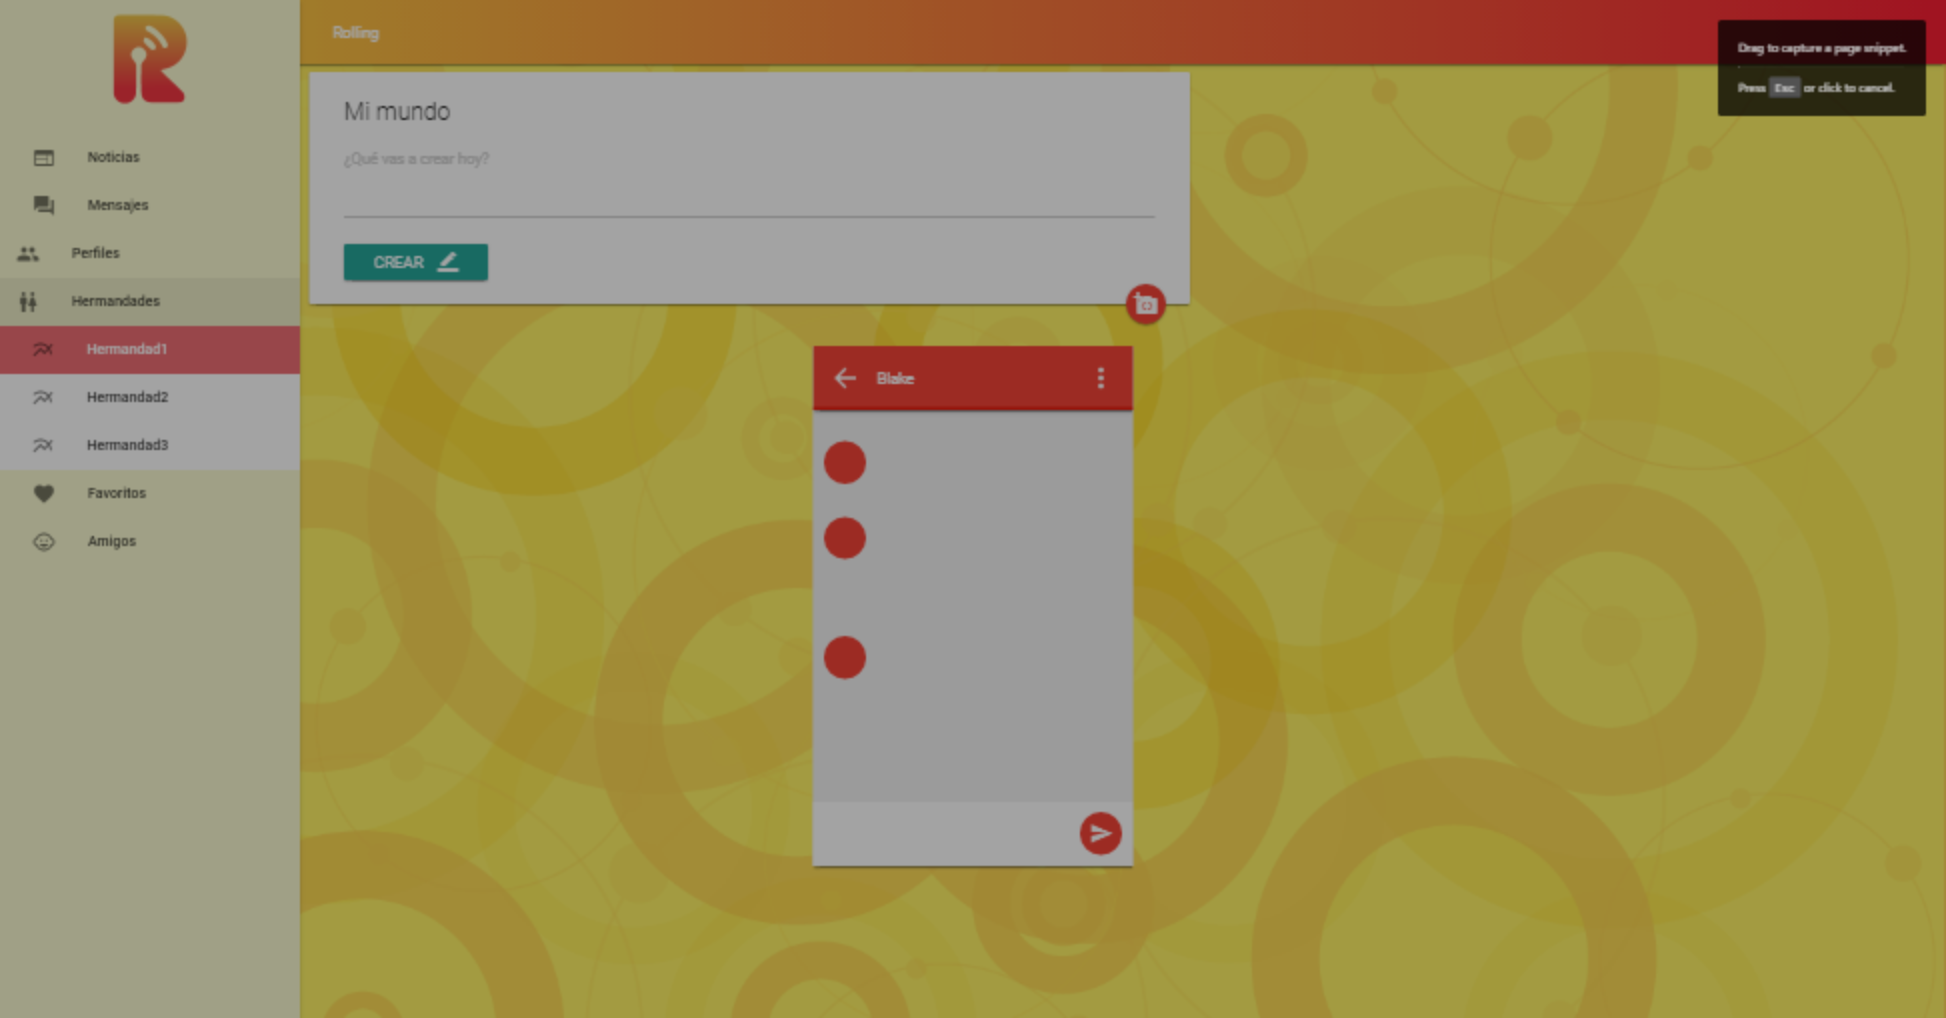 R
Noticias
Mensajes
Perfiles
Hermandades
Hermandad1
Hermandad2
Hermandad3
Favoritos
Amigos
Rolling
Mi mundo
¿Qué vas a crear hoy?
CREAR
Blake
Drag to capture a page snippet.
Press Esc or click to cancel.